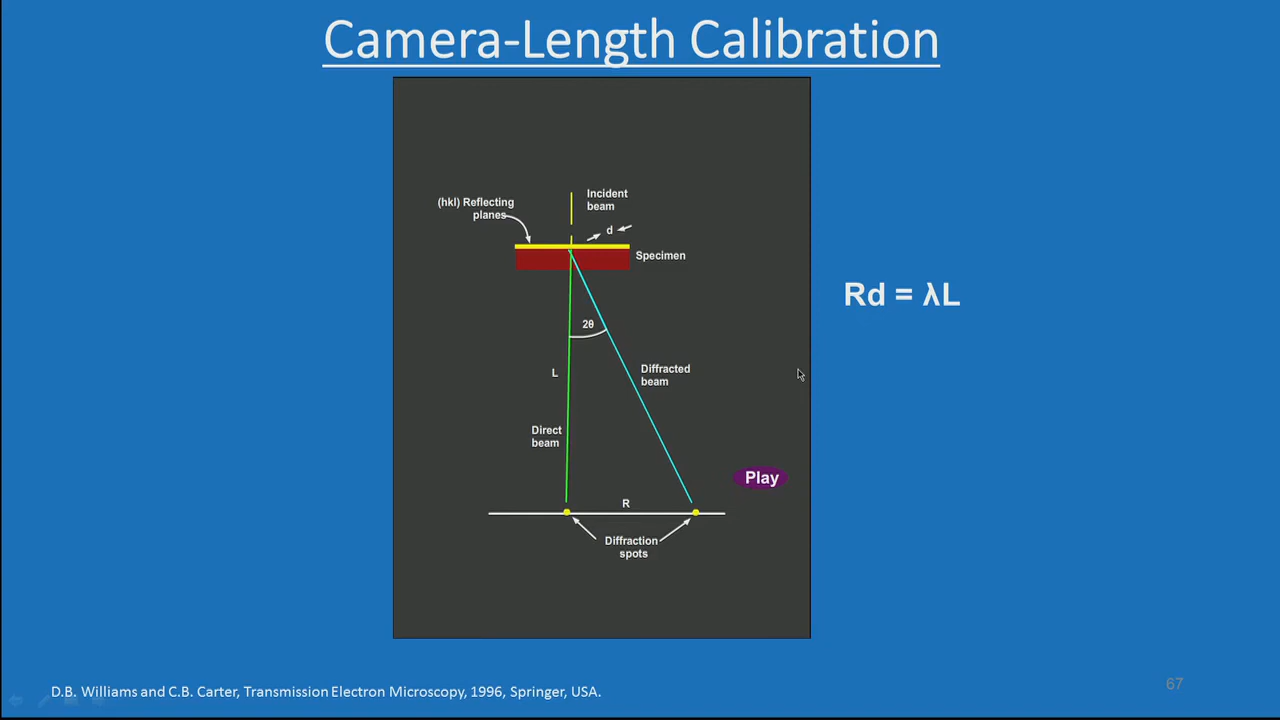 Camera-Length Calibration
Incident
beam
(hkl) Reflecting
planes
d
Specimen
Rd = λL
2θ
L
Diffracted
beam
Direct
beam
Play
R
Diffraction
spots
D.B. Williams and C.B. Carter, Transmission Electron Microscopy, 1996, Springer, USA.
67